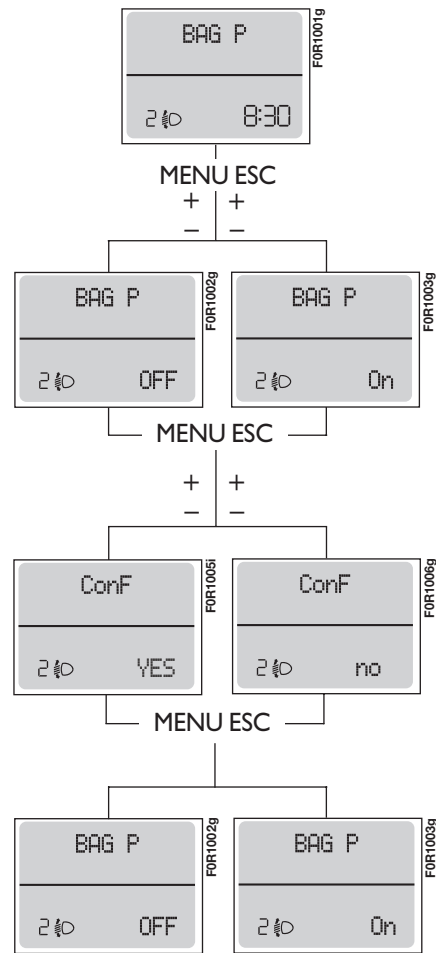 BAG P
F0R1001g
2 8:30
MENU ESC
+ +
– –
BAG P
F0R1002g
2 OFF
BAG P
F0R1003g
2 On
MENU ESC
+ +
– –
ConF
F0R1005i
2 YES
ConF
F0R1006g
2 no
MENU ESC
BAG P
F0R1002g
2 OFF
BAG P
F0R1003g
2 On